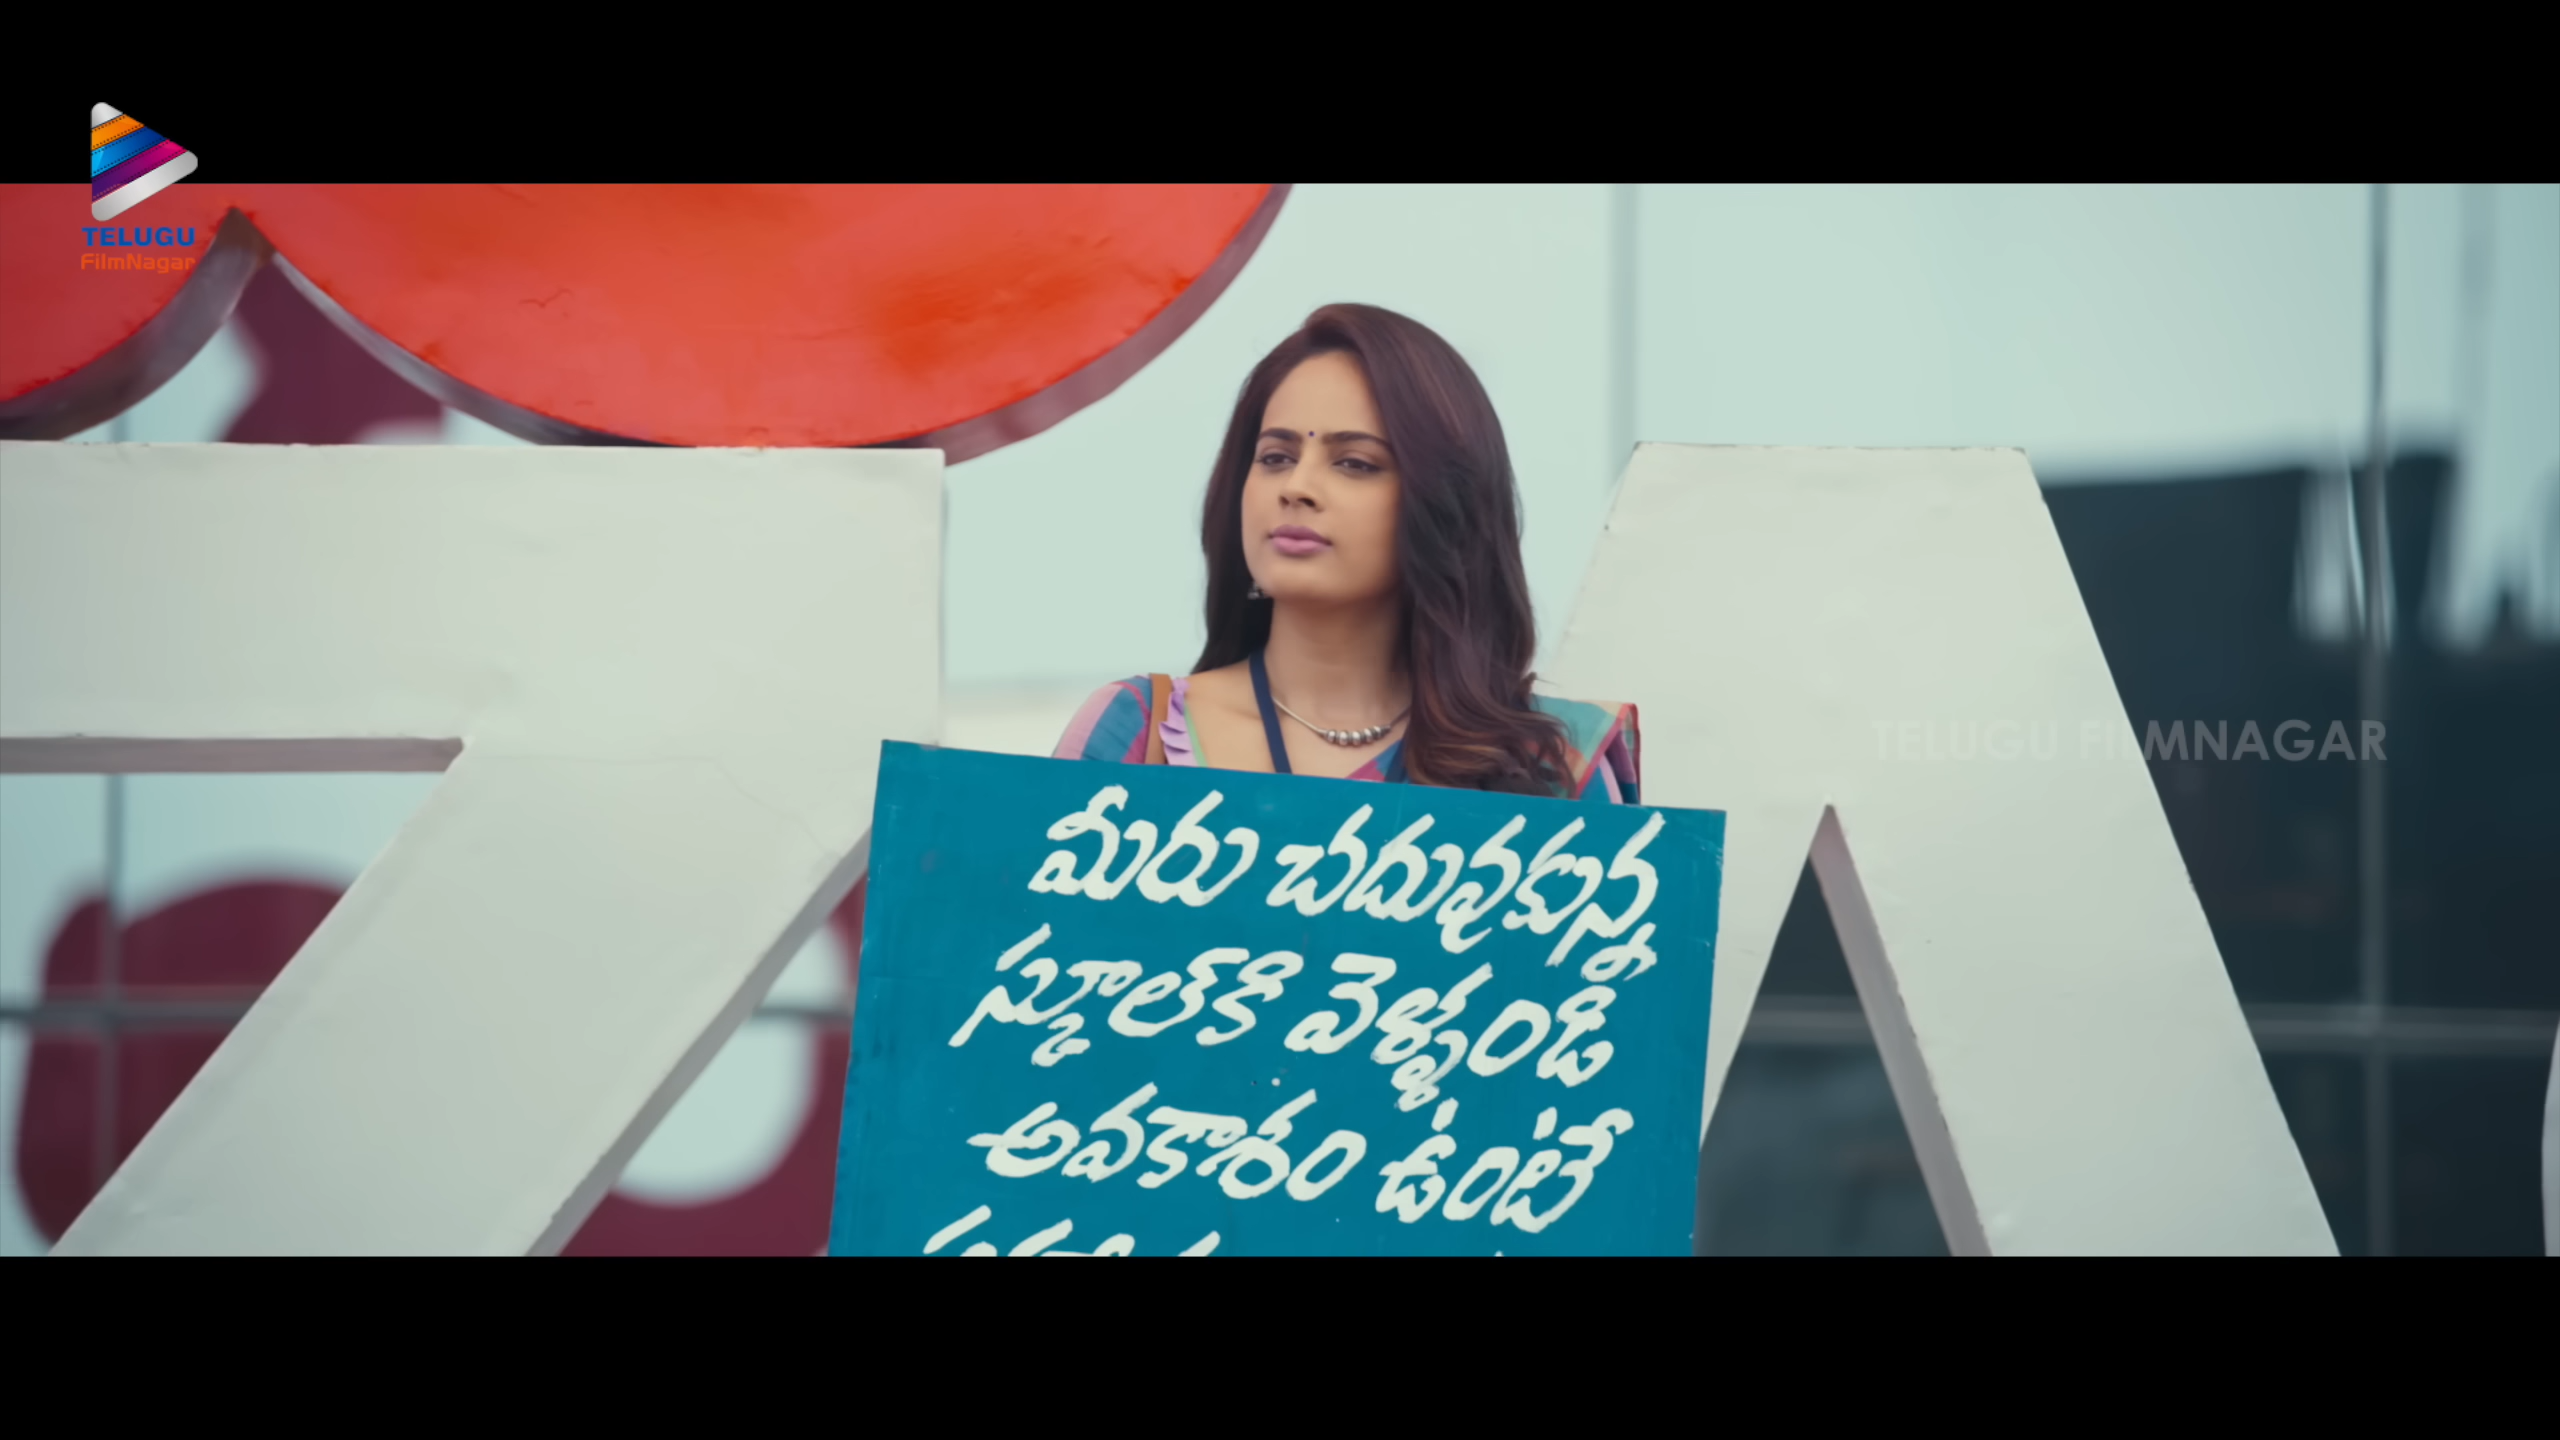 TELUGU
FilmNagar
TELUGU FILMNAGAR
మీరు చదువుకున్న
స్కూల్‌కి వెళ్ళండి
అవకాశం ఉంటే